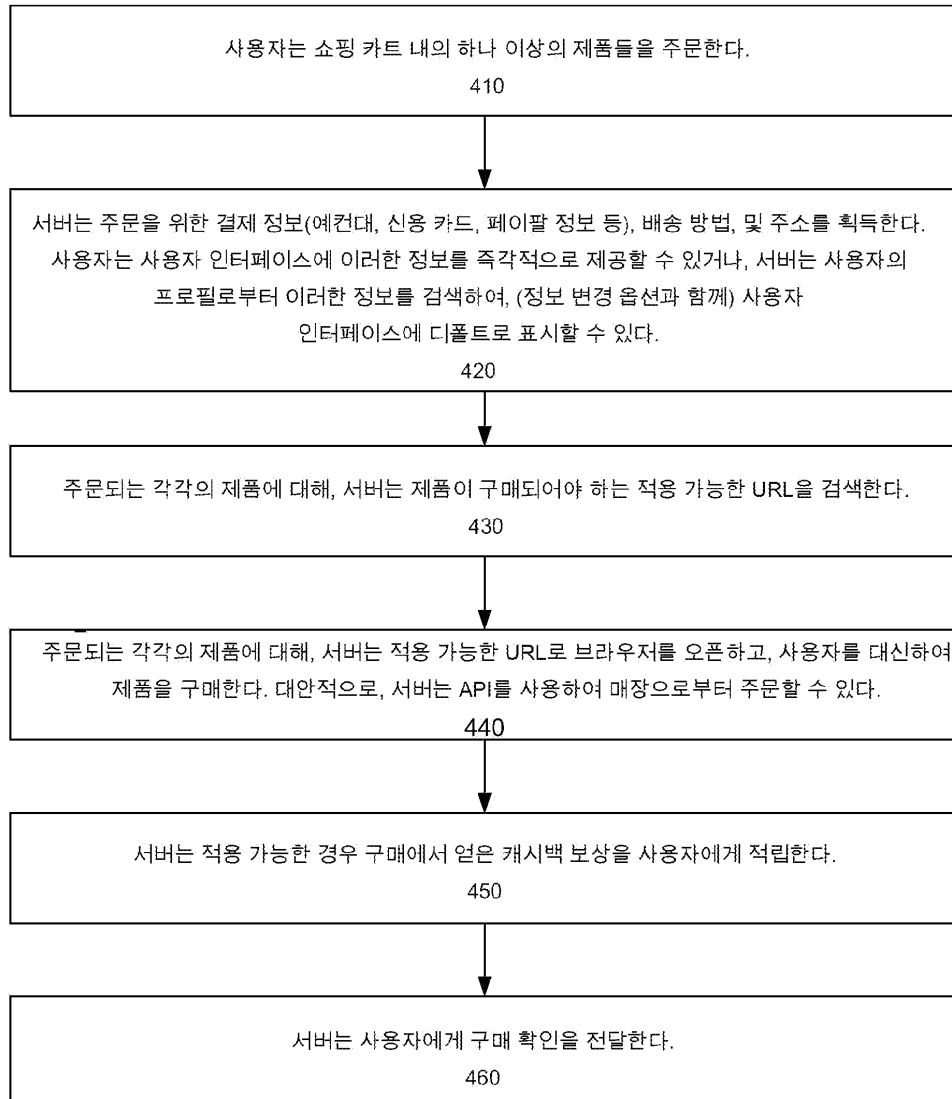 사용자는 쇼핑 카트 내의 하나 이상의 제품들을 주문한다.
410
서버는 주문을 위한 결제 정보(예컨대, 신용 카드, 페이팔 정보 등), 배송 방법, 및 주소를 획득한다.
사용자는 사용자 인터페이스에 이러한 정보를 즉각적으로 제공할 수 있거나, 서버는 사용자의
프로필로부터 이러한 정보를 검색하여, (정보 변경 옵션과 함께) 사용자
인터페이스에 디폴트로 표시할 수 있다.
420
주문되는 각각의 제품에 대해, 서버는 제품이 구매되어야 하는 적용 가능한 URL을 검색한다.
430
주문되는 각각의 제품에 대해, 서버는 적용 가능한 URL로 브라우저를 오픈하고, 사용자를 대신하여
제품을 구매한다. 대안적으로, 서버는 API를 사용하여 매장으로부터 주문할 수 있다.
440
서버는 적용 가능한 경우 구매에서 얻은 캐시백 보상을 사용자에게 적립한다.
450
서버는 사용자에게 구매 확인을 전달한다.
460